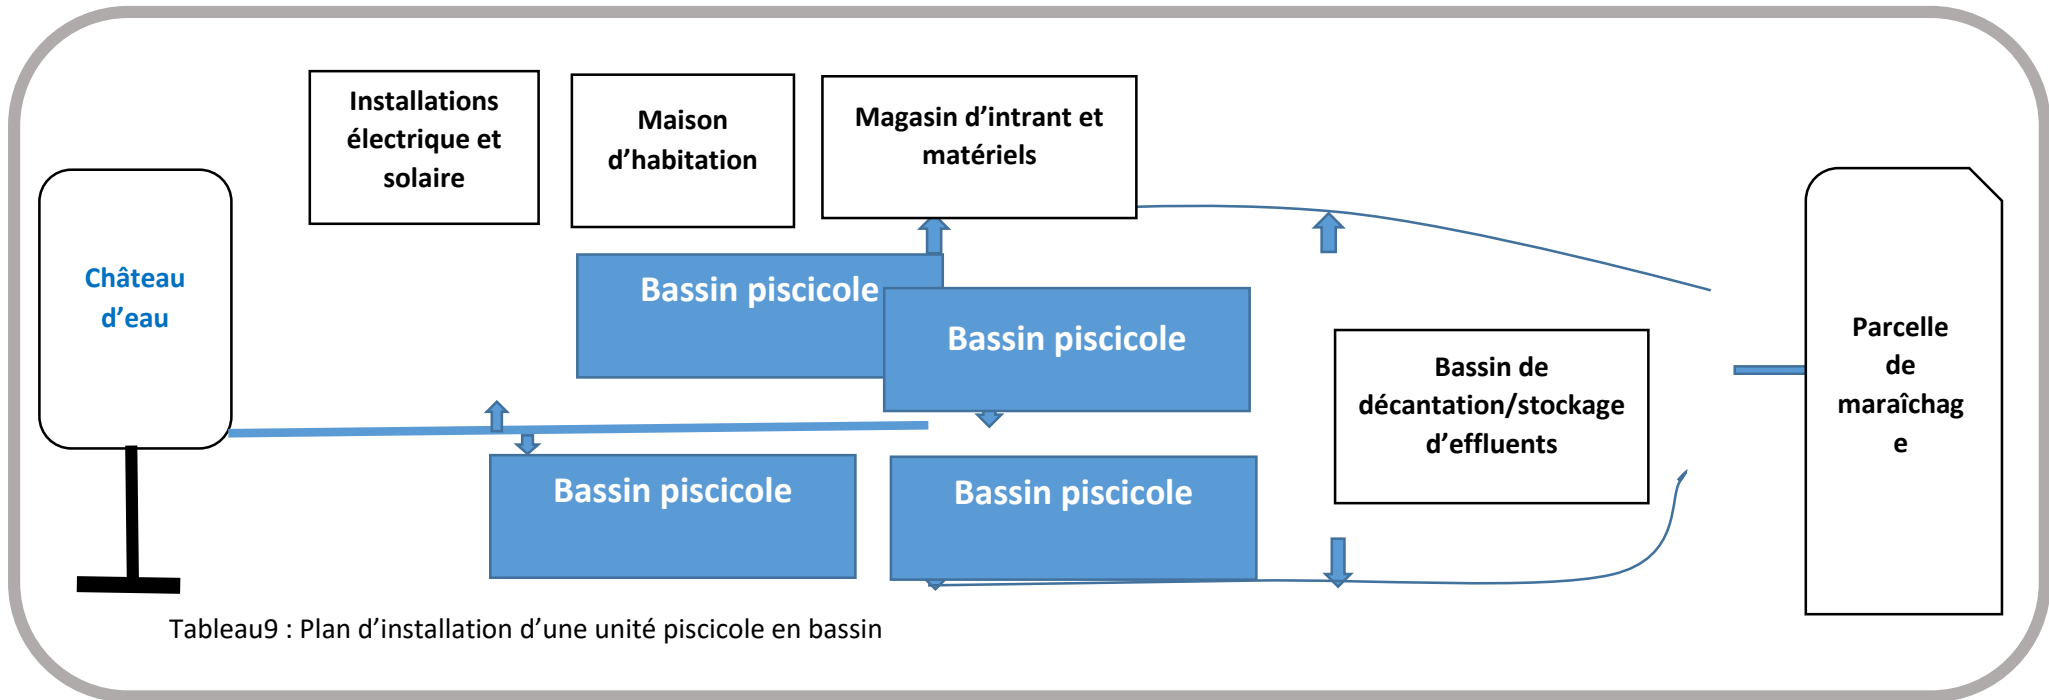 Installations
électrique et
solaire
Maison
d’habitation
Magasin d’intrant et
matériels
Château
d’eau
Bassin piscicole
Bassin piscicole
Bassin de
décantation/stockage
d’effluents
Parcelle
de
maraîchag
e
Bassin piscicole
Bassin piscicole
Tableau9 : Plan d’installation d’une unité piscicole en bassin